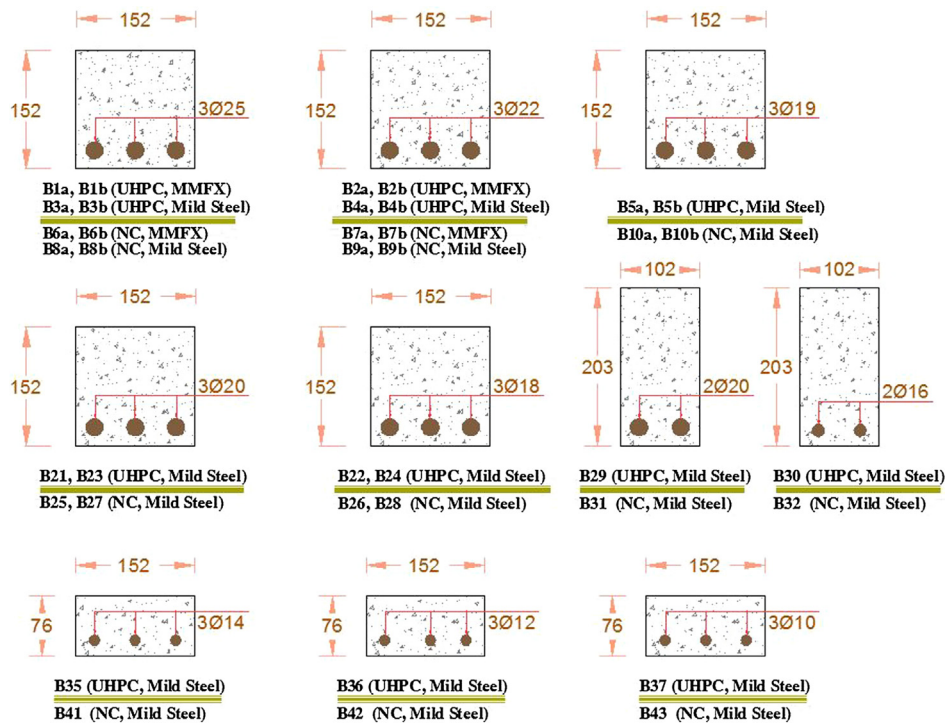 152
152
3Ø25
B1a, B1b (UHPC, MMFX)
B3a, B3b (UHPC, Mild Steel)
B6a, B6b (NC, MMFX)
B8a, B8b (NC, Mild Steel)
152
152
3Ø22
B2a, B2b (UHPC, MMFX)
B4a, B4b (UHPC, Mild Steel)
B7a, B7b (NC, MMFX)
B9a, B9b (NC, Mild Steel)
152
152
3Ø19
B5a, B5b (UHPC, Mild Steel)
B10a, B10b (NC, Mild Steel)
152
152
3Ø20
B21, B23 (UHPC, Mild Steel)
B25, B27 (NC, Mild Steel)
152
152
3Ø18
B22, B24 (UHPC, Mild Steel)
B26, B28 (NC, Mild Steel)
102
203
2Ø20
B29 (UHPC, Mild Steel)
B31 (NC, Mild Steel)
102
203
2Ø16
B30 (UHPC, Mild Steel)
B32 (NC, Mild Steel)
152
76
3Ø14
B35 (UHPC, Mild Steel)
B41 (NC, Mild Steel)
152
76
3Ø12
B36 (UHPC, Mild Steel)
B42 (NC, Mild Steel)
152
76
3Ø10
B37 (UHPC, Mild Steel)
B43 (NC, Mild Steel)